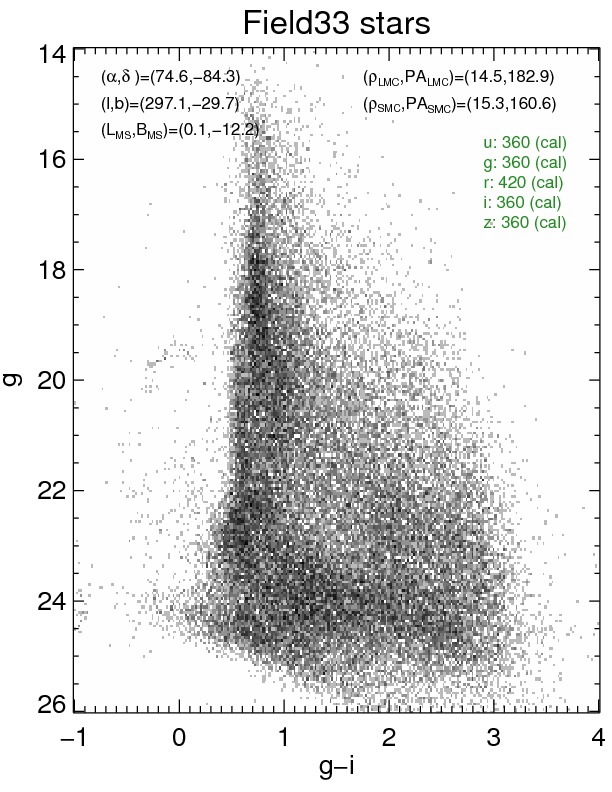 Field33 stars
(α,δ)=(74.6,−84.3)
(l,b)=(297.1,−29.7)
(LMS,BMS)=(0.1,−12.2)
(ρLMC,PALMC)=(14.5,182.9)
(ρSMC,PASMC)=(15.3,160.6)
u: 360 (cal)
g: 360 (cal)
r: 420 (cal)
i: 360 (cal)
z: 360 (cal)
g
14
16
18
20
22
24
26
−1 0 1 2 3 4
g−i